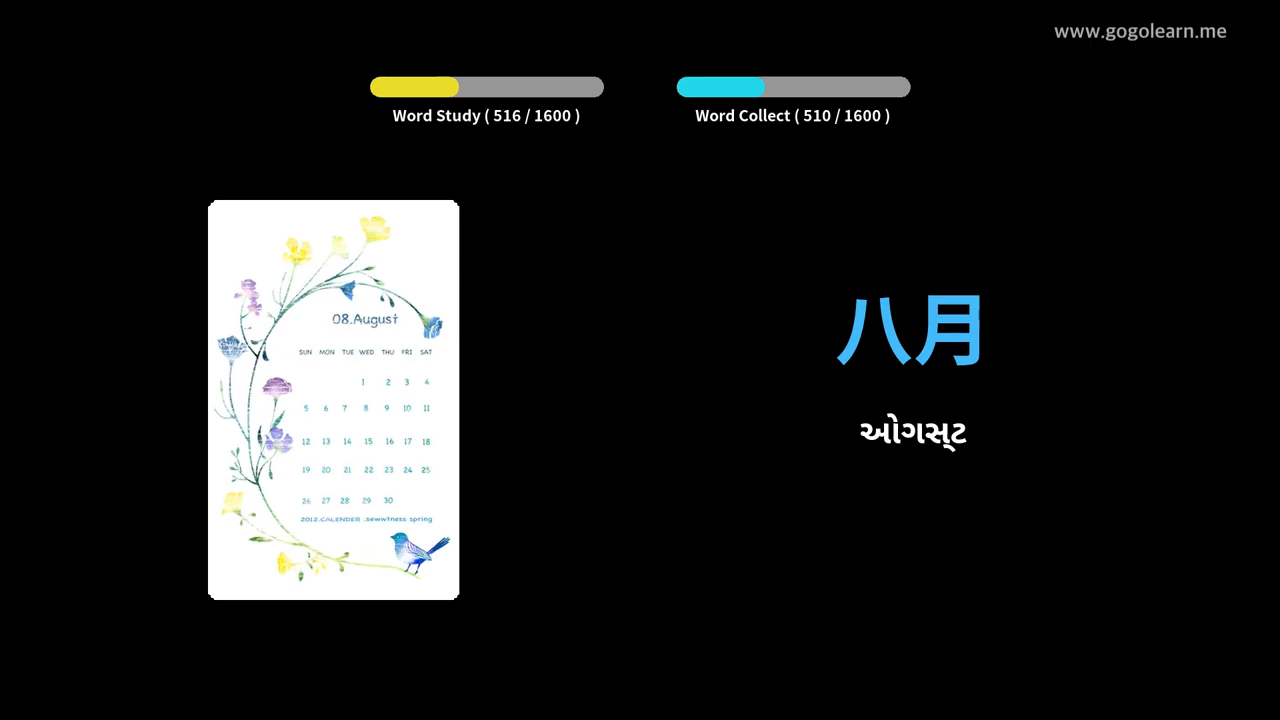 www.gogolearn.me
Word Study ( 516 / 1600 )
Word Collect ( 510 / 1600 )
08.August
SUN MON TUE WED THU FRI SAT
1 2 3 4
5 6 7 8 9 10 11
12 13 14 15 16 17 18
19 20 21 22 23 24 25
26 27 28 29 30
2012.CALENDER .sewwtness spring
八月
ઓગસ્ટ